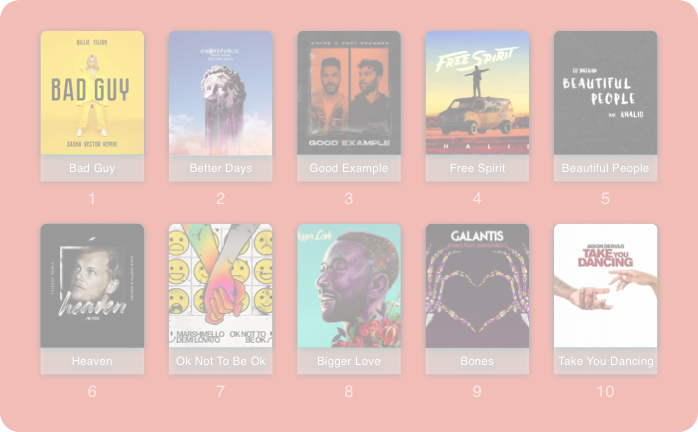 BILLIE EILISH
BAD GUY
SASHA VECTOR REMIX
Bad Guy
1
ONEREPUBLIC
BETTER DAYS
Better Days
2
GOOD EXAMPLE
Good Example
3
FREE SPIRIT
KHALID
Free Spirit
4
ED SHEERAN
BEAUTIFUL
PEOPLE
KHALID
Beautiful People
5
heaven
AVICII
Heaven
6
MARSHMELLO
DEMI LOVATO
OK NOT TO
BE OK
Ok Not To Be Ok
7
Bigger Love
Bigger Love
8
GALANTIS
Bones
9
JASON DERULO
TAKE YOU
DANCING
Take You Dancing
10